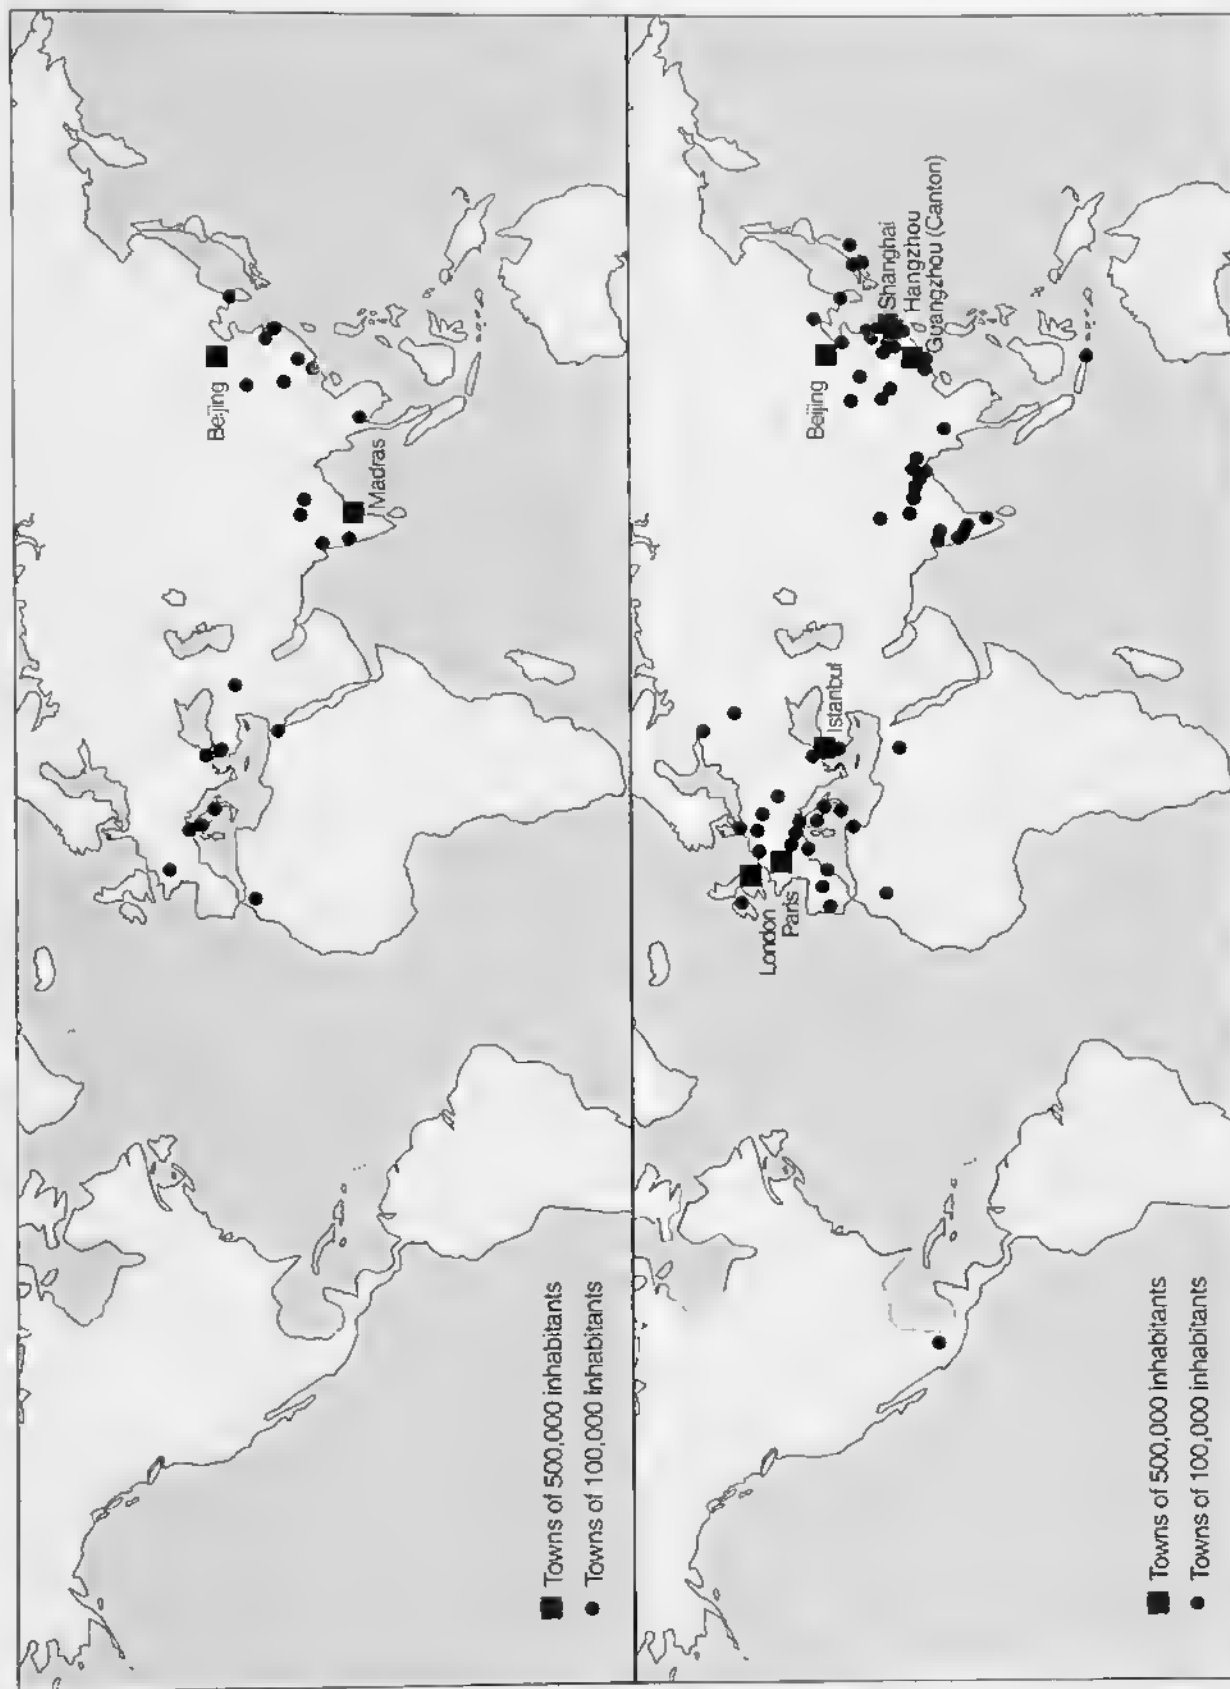 Beijing
Madras
Towns of 500,000 inhabitants
Towns of 100,000 inhabitants
London
Paris
Istanbul
Beijing
Shanghai
Hangzhou
Guangzhou (Canton)
Towns of 500,000 inhabitants
Towns of 100,000 inhabitants